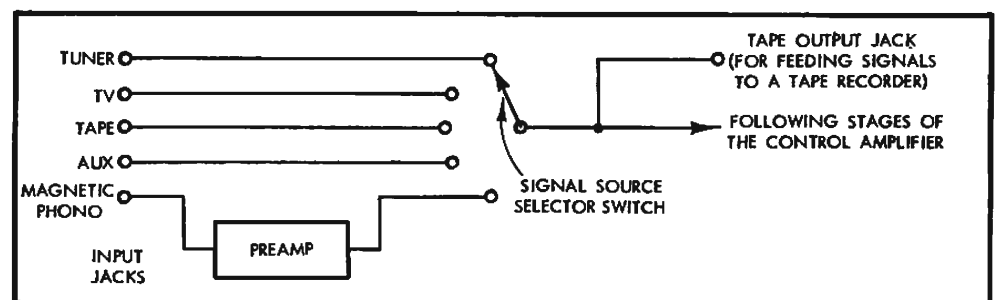 TUNER
TV
TAPE
AUX
MAGNETIC
PHONO
INPUT
JACKS
PREAMP
SIGNAL SOURCE
SELECTOR SWITCH
TAPE OUTPUT JACK
(FOR FEEDING SIGNALS
TO A TAPE RECORDER)
FOLLOWING STAGES OF
THE CONTROL AMPLIFIER